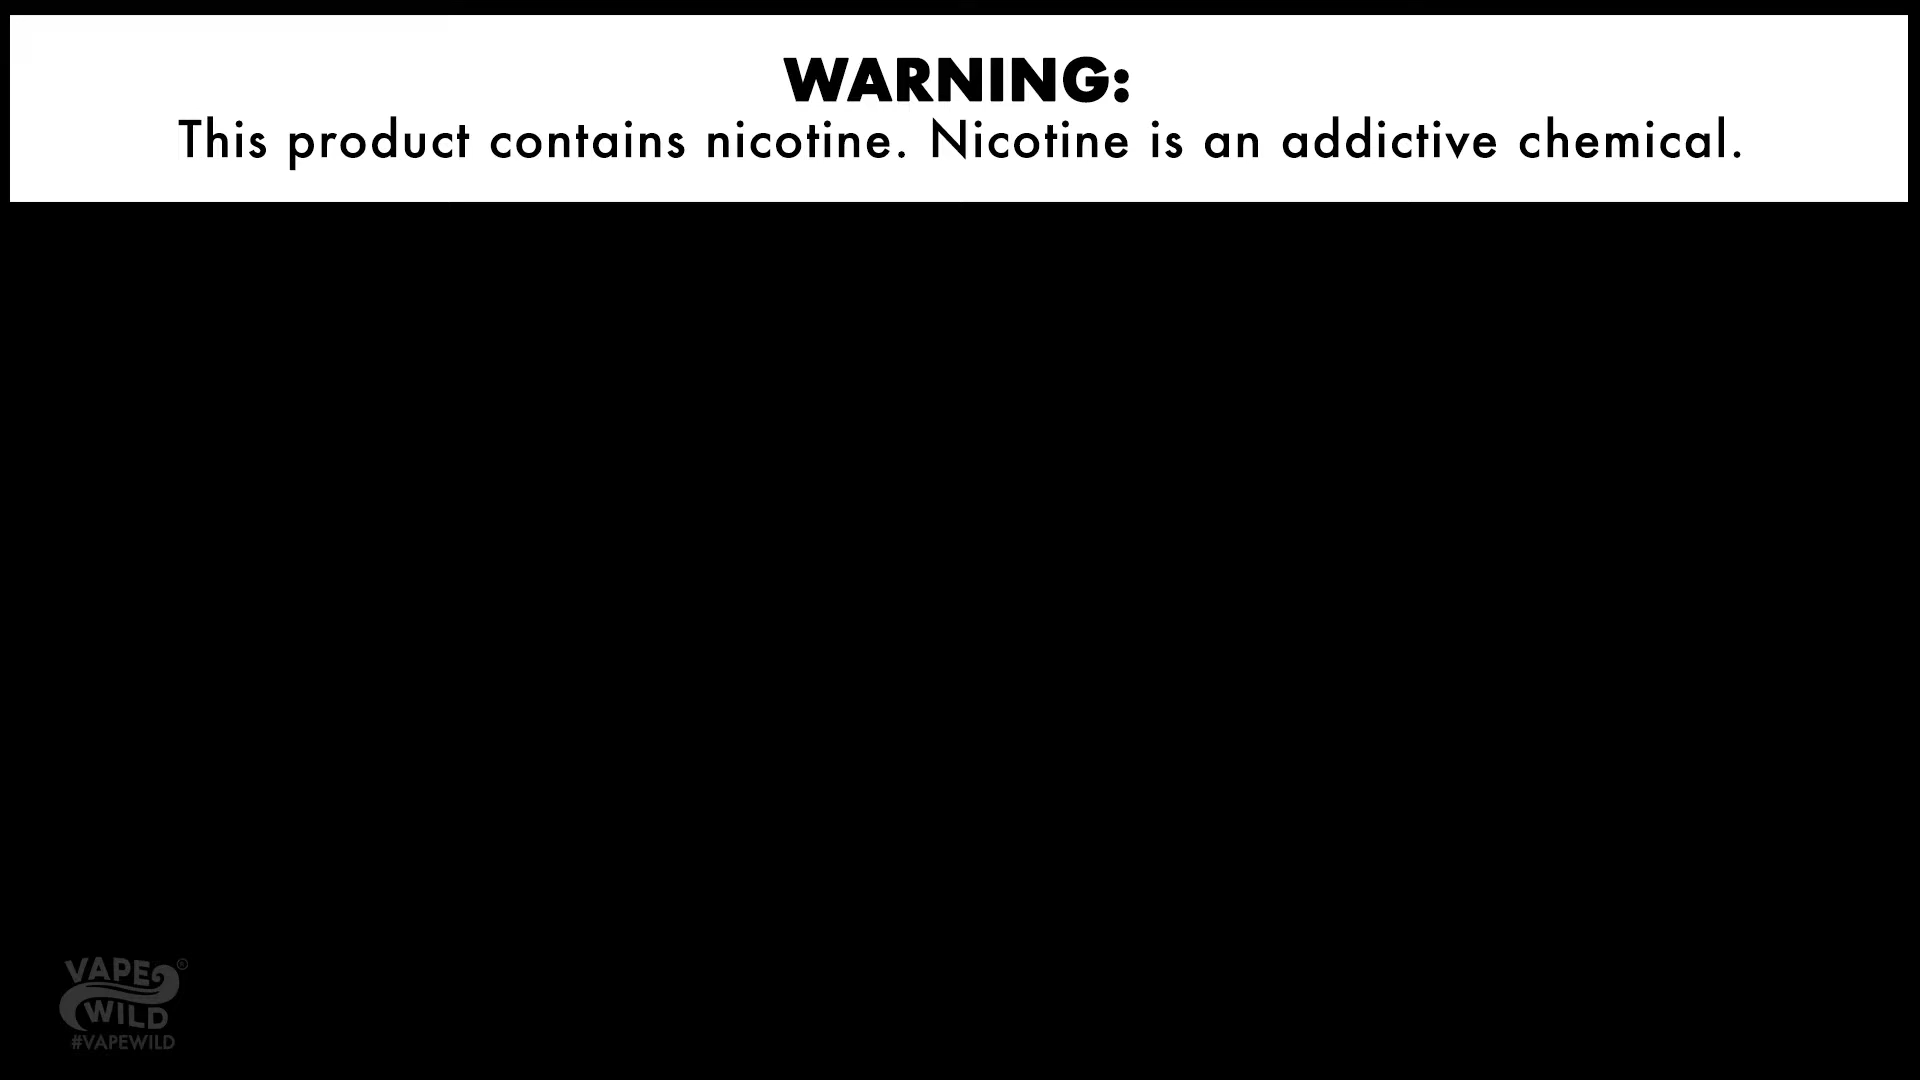 WARNING:
This product contains nicotine. Nicotine is an addictive chemical.
VAPE ®
WILD
#VAPEWILD